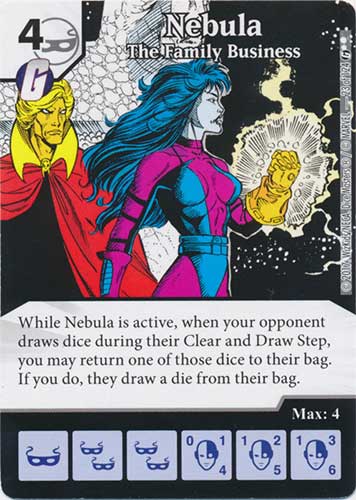 4
Nebula
The Family Business
G
While Nebula is active, when your opponent
draws dice during their Clear and Draw Step,
you may return one of those dice to their bag.
If you do, they draw a die from their bag.
Max: 4
0 1 4
1 2 5
1 3 6